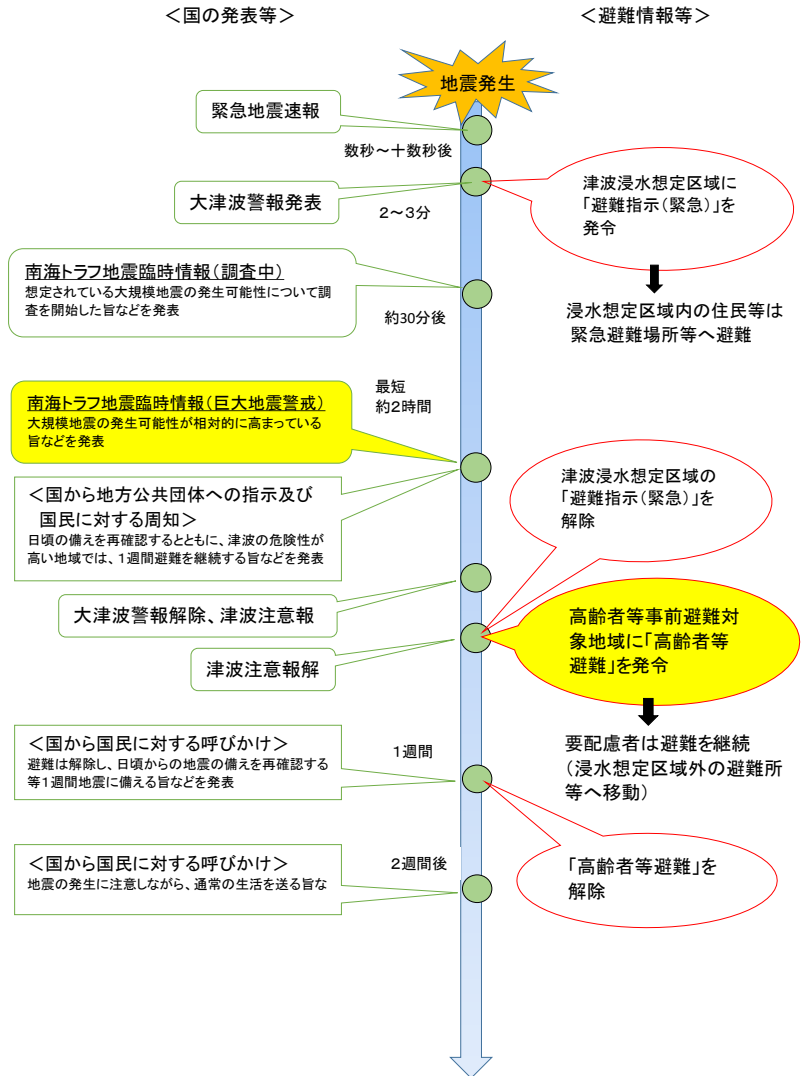 ＜国の発表等＞
＜避難情報等＞
地震発生
緊急地震速報
数秒～十数秒後
大津波警報発表
２～３分
津波浸水想定区域に
「避難指示（緊急）」を
発令
南海トラフ地震臨時情報（調査中）
想定されている大規模地震の発生可能性について調
査を開始した旨などを発表
約30分後
浸水想定区域内の住民等は
緊急避難場所等へ避難
最短
約２時間
南海トラフ地震臨時情報（巨大地震警戒）
大規模地震の発生可能性が相対的に高まっている
旨などを発表
＜国から地方公共団体への指示及び
国民に対する周知＞
日頃の備えを再確認するとともに、津波の危険性が
高い地域では、１週間避難を継続する旨などを発表
津波浸水想定区域の
「避難指示（緊急）」を
解除
大津波警報解除、津波注意報
高齢者等事前避難対
象地域に「高齢者等
避難」を発令
津波注意報解
＜国から国民に対する呼びかけ＞
避難は解除し、日頃からの地震の備えを再確認する
等１週間地震に備える旨などを発表
１週間
要配慮者は避難を継続
（浸水想定区域外の避難所
等へ移動）
＜国から国民に対する呼びかけ＞
地震の発生に注意しながら、通常の生活を送る旨な
２週間後
「高齢者等避難」を
解除